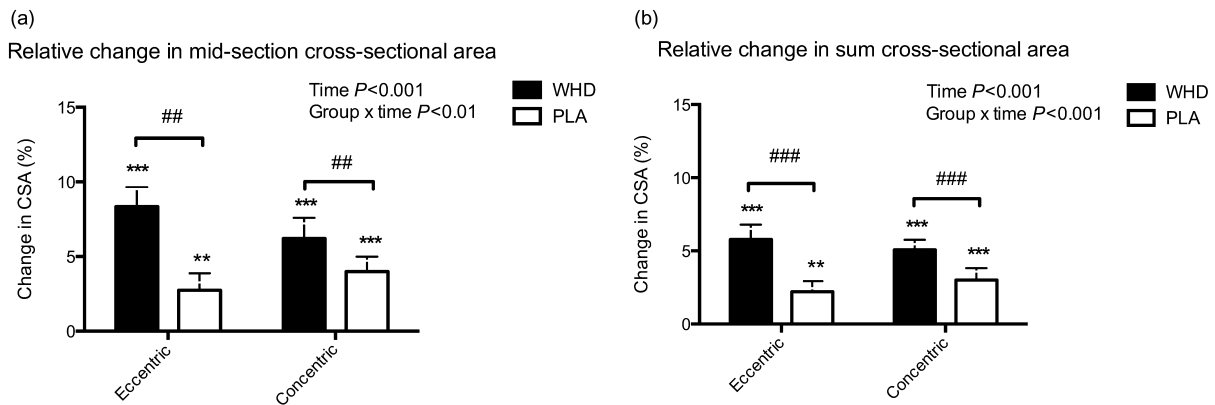 (a)
Relative change in mid-section cross-sectional area
Time P<0.001
Group x time P<0.01
WHD
PLA
Change in CSA (%)
15
10
5
0
##
***
**
##
***
***
Eccentric
Concentric
(b)
Relative change in sum cross-sectional area
Time P<0.001
Group x time P<0.001
WHD
PLA
Change in CSA (%)
15
10
5
0
###
***
**
###
***
***
Eccentric
Concentric